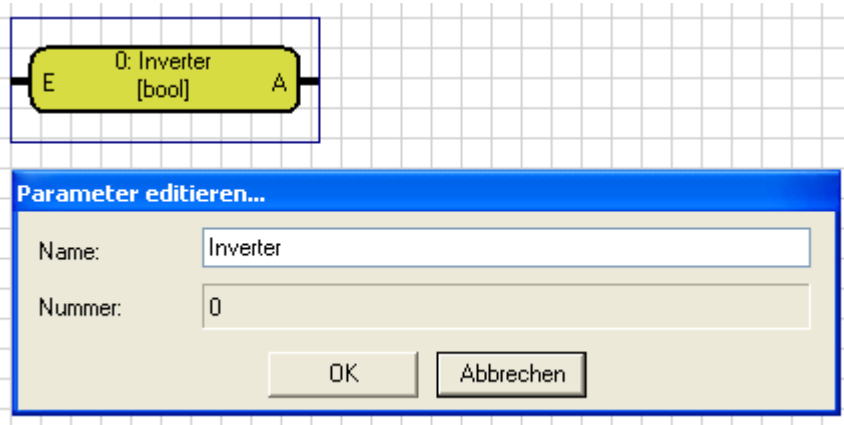 0: Inverter
E
[bool]
A
Parameter editieren...
Name:
Inverter
Nummer:
0
OK
Abbrechen